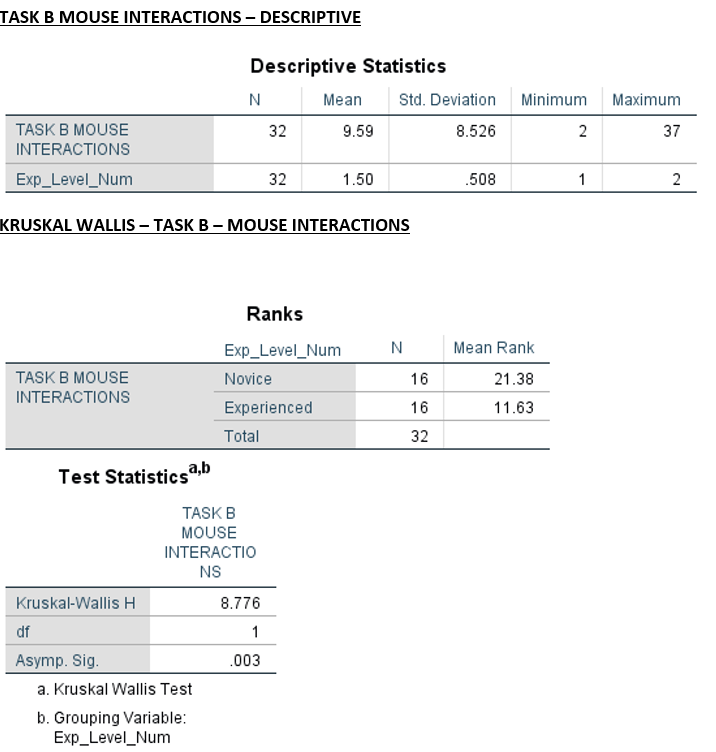 TASK B MOUSE INTERACTIONS – DESCRIPTIVE
Descriptive Statistics
N Mean Std. Deviation Minimum Maximum
TASK B MOUSE INTERACTIONS 32 9.59 8.526 2 37
Exp_Level_Num 32 1.50 .508 1 2
KRUSKAL WALLIS – TASK B – MOUSE INTERACTIONS
Ranks
Exp_Level_Num N Mean Rank
TASK B MOUSE INTERACTIONS Novice 16 21.38
Experienced 16 11.63
Total 32
Test Statistics a,b
TASK B
MOUSE
INTERACTIO
NS
Kruskal-Wallis H 8.776
df 1
Asymp. Sig. .003
a. Kruskal Wallis Test
b. Grouping Variable:
Exp_Level_Num